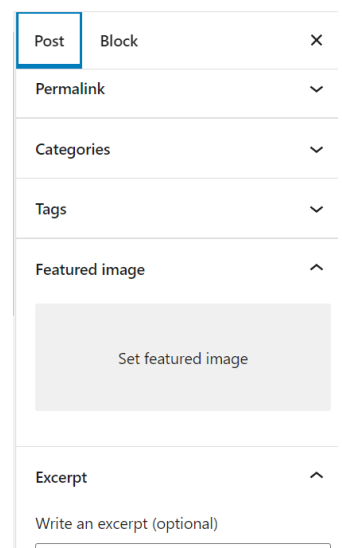 Post Block
Permalink
Categories
Tags
Featured image
Set featured image
Excerpt
Write an excerpt (optional)